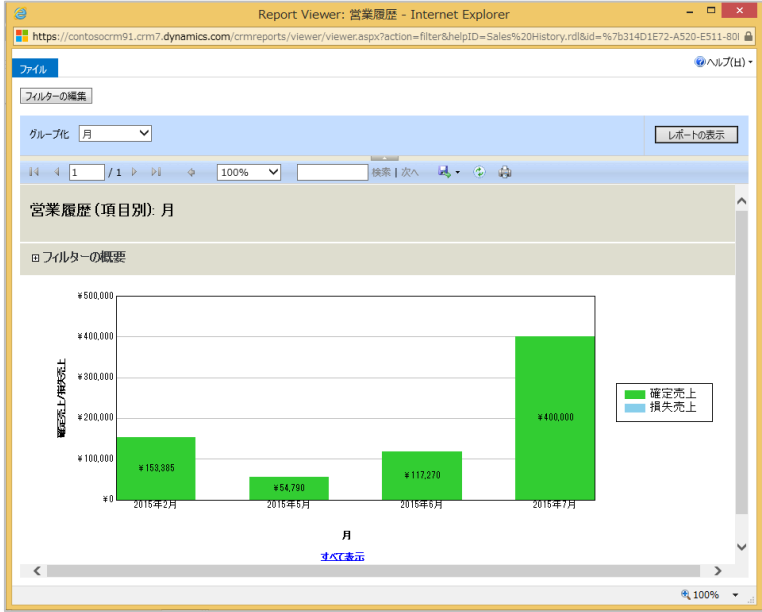 Report Viewer: 営業履歴 - Internet Explorer
https://contosocrm91.crm7.dynamics.com/crmreports/viewer/viewer.aspx?action=filter&helpID=Sales%20History.rdl&id=%7b314D1E72-A520-E511-80
ファイル
ヘルプ(H)
フィルターの編集
グループ化 月 レポートの表示
1 / 1 100% 検索 | 次へ
営業履歴 (項目別): 月
フィルターの概要
¥500,000
¥400,000
¥300,000
¥200,000
¥100,000
¥0
確定売上/損失売上
¥153,385
¥54,790
¥117,270
¥400,000
2015年2月 2015年5月 2015年6月 2015年7月
月
確定売上
損失売上
すべて表示
100%